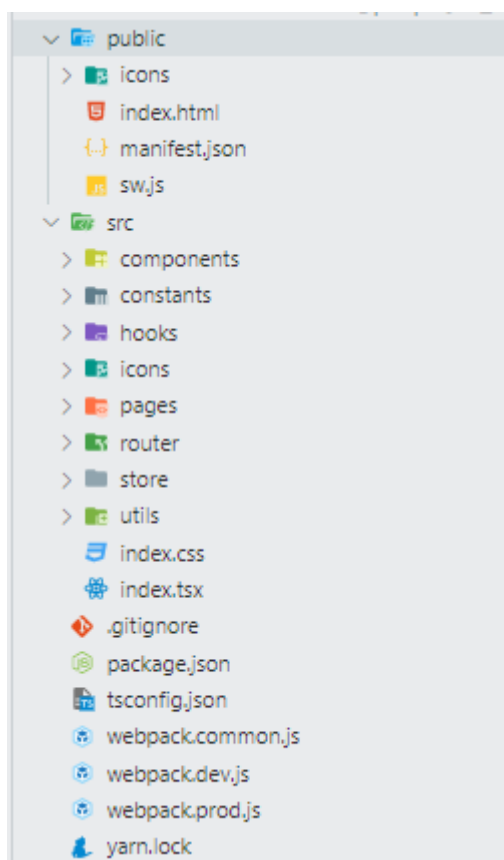 public
icons
index.html
manifest.json
sw.js
src
components
constants
hooks
icons
pages
router
store
utils
index.css
index.tsx
.gitignore
package.json
tsconfig.json
webpack.common.js
webpack.dev.js
webpack.prod.js
yarn.lock